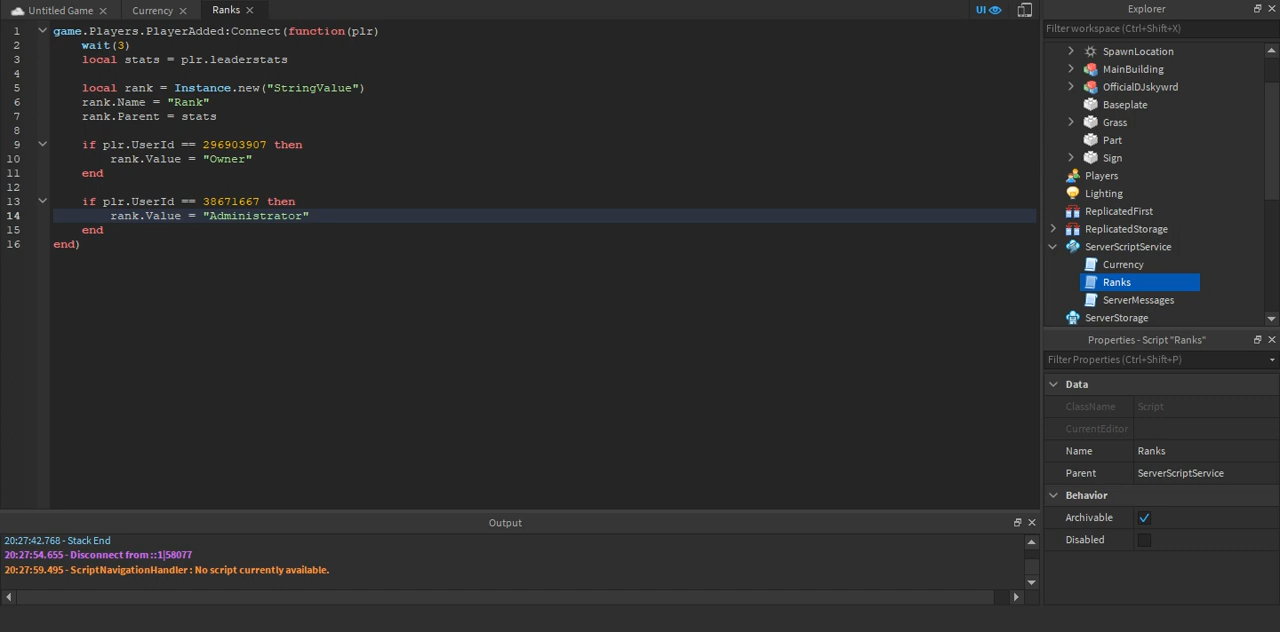 Untitled Game
Currency
Ranks
UI
1 game.Players.PlayerAdded:Connect(function(plr)
2 wait(3)
3 local stats = plr.leaderstats
4
5 local rank = Instance.new("StringValue")
6 rank.Name = "Rank"
7 rank.Parent = stats
8
9 if plr.UserId == 296903907 then
10 rank.Value = "Owner"
11 end
12
13 if plr.UserId == 38671667 then
14 rank.Value = "Administrator"
15 end
16 end)
Output
20:27:42.768 - Stack End
20:27:54.655 - Disconnect from ::1|58077
20:27:59.495 - ScriptNavigationHandler : No script currently available.
Explorer
Filter workspace (Ctrl+Shift+X)
SpawnLocation
MainBuilding
OfficialDJskywrd
Baseplate
Grass
Part
Sign
Players
Lighting
ReplicatedFirst
ReplicatedStorage
ServerScriptService
Currency
Ranks
ServerMessages
ServerStorage
Properties - Script "Ranks"
Filter Properties (Ctrl+Shift+P)
Data
ClassName Script
CurrentEditor
Name Ranks
Parent ServerScriptService
Behavior
Archivable
Disabled